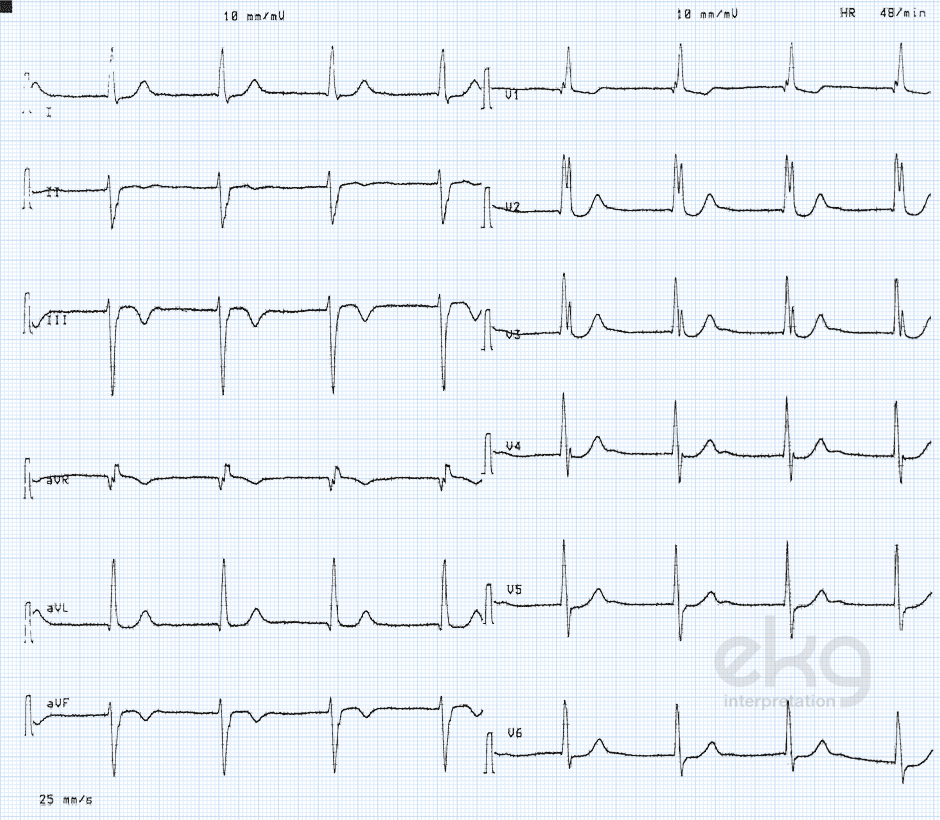 10 mm/mV 10 mm/mV HR 48/min
I
V1
II
V2
III
V3
V4
aVR
V5
aVL
ekg
interpretation
aVF
V6
25 mm/s